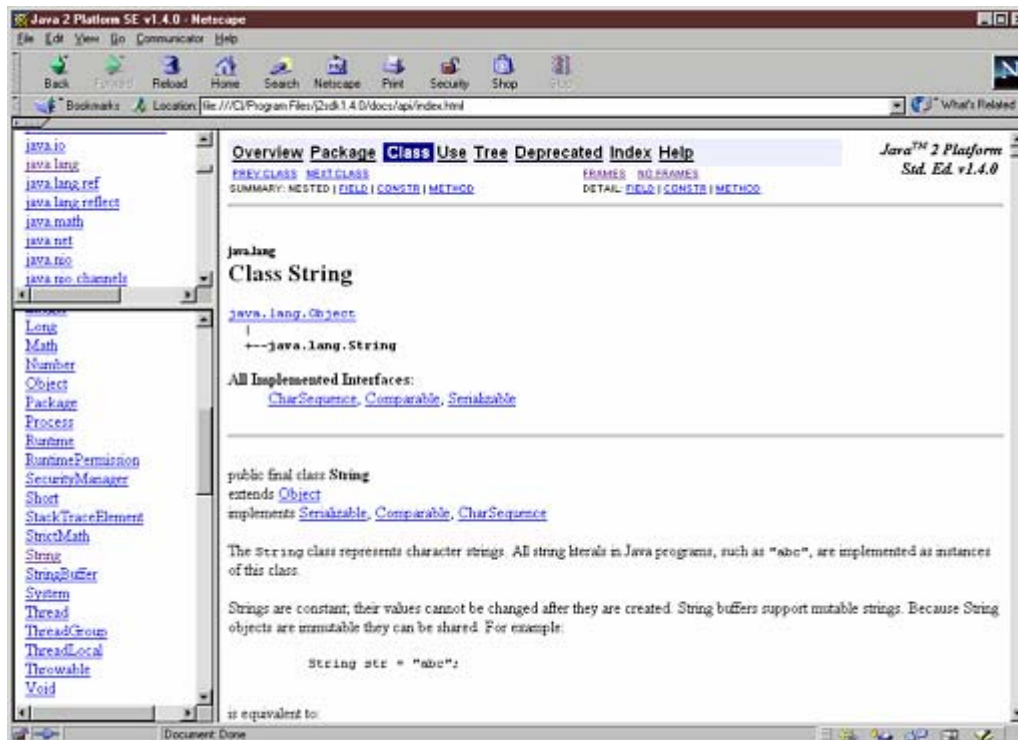 Java 2 Platform SE v1.4.0 - Netscape
File Edit View Go Communicator Help
Back Forward Reload Home Search Netscape Print Security Shop Stop
Bookmarks Location: file:///C|/Program Files/j2sdk1.4.0/docs/api/index.html What's Related
java.io
java.lang
java.lang.ref
java.lang.reflect
java.math
java.net
java.nio
java.nio.channels
Long
Math
Number
Object
Package
Process
Runtime
RuntimePermission
SecurityManager
Short
StackTraceElement
StrictMath
String
StringBuffer
System
Thread
ThreadGroup
ThreadLocal
Throwable
Void
Overview Package Class Use Tree Deprecated Index Help
Java™ 2 Platform
Std. Ed. v1.4.0
PREV CLASS NEXT CLASS FRAMES NO FRAMES
SUMMARY: NESTED | FIELD | CONSTR | METHOD DETAIL: FIELD | CONSTR | METHOD
java.lang
Class String
java.lang.Object
|
+--java.lang.String
All Implemented Interfaces:
CharSequence, Comparable, Serializable
public final class String
extends Object
implements Serializable, Comparable, CharSequence
The String class represents character strings. All string literals in Java programs, such as "abc", are implemented as instances
of this class.
Strings are constant; their values cannot be changed after they are created. String buffers support mutable strings. Because String
objects are immutable they can be shared. For example:
String str = "abc";
is equivalent to:
Document: Done